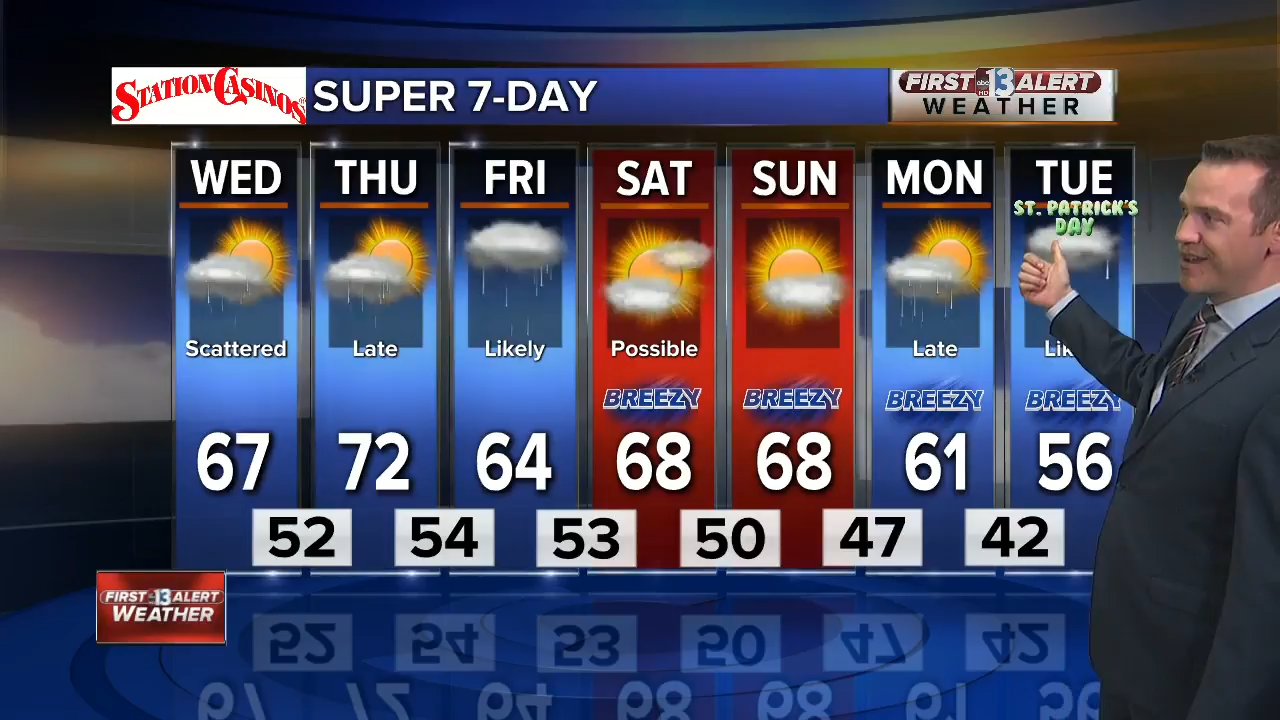 STATION CASINOS
SUPER 7-DAY
FIRST abc 13 ALERT
HD
WEATHER
WED THU FRI SAT SUN MON TUE
ST. PATRICK'S
DAY
Scattered Late Likely Possible Late
BREEZY BREEZY BREEZY BREEZY
67 72 64 68 68 61 56
52 54 53 50 47 42
FIRST 13 ALERT
WEATHER